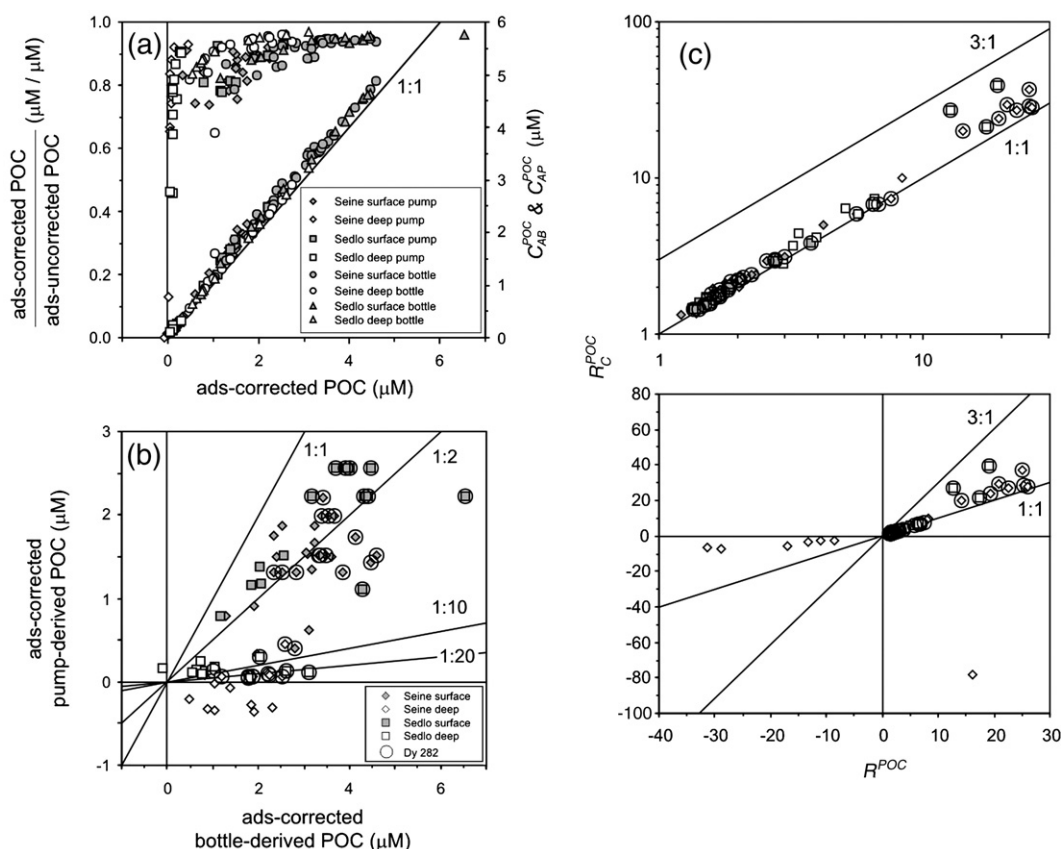 (a)
ads-corrected POC
ads-uncorrected POC
(μM / μM)
1.0
0.8
0.6
0.4
0.2
0.0
6
5
4
3
2
1
0
C_{AB}^{POC} & C_{AP}^{POC} (μM)
1:1
Seine surface pump
Seine deep pump
Sedlo surface pump
Sedlo deep pump
Seine surface bottle
Seine deep bottle
Sedlo surface bottle
Sedlo deep bottle
0 2 4 6
ads-corrected POC (μM)
(b)
ads-corrected
pump-derived POC (μM)
3
2
1
0
-1
1:1
1:2
1:10
1:20
Seine surface
Seine deep
Sedlo surface
Sedlo deep
Dy 282
0 2 4 6
ads-corrected
bottle-derived POC (μM)
(c)
100
10
1
3:1
1:1
1 10
R_C^{POC}
80
60
40
20
0
-20
-40
-60
-80
-100
3:1
1:1
-40 -30 -20 -10 0 10 20 30
R^{POC}